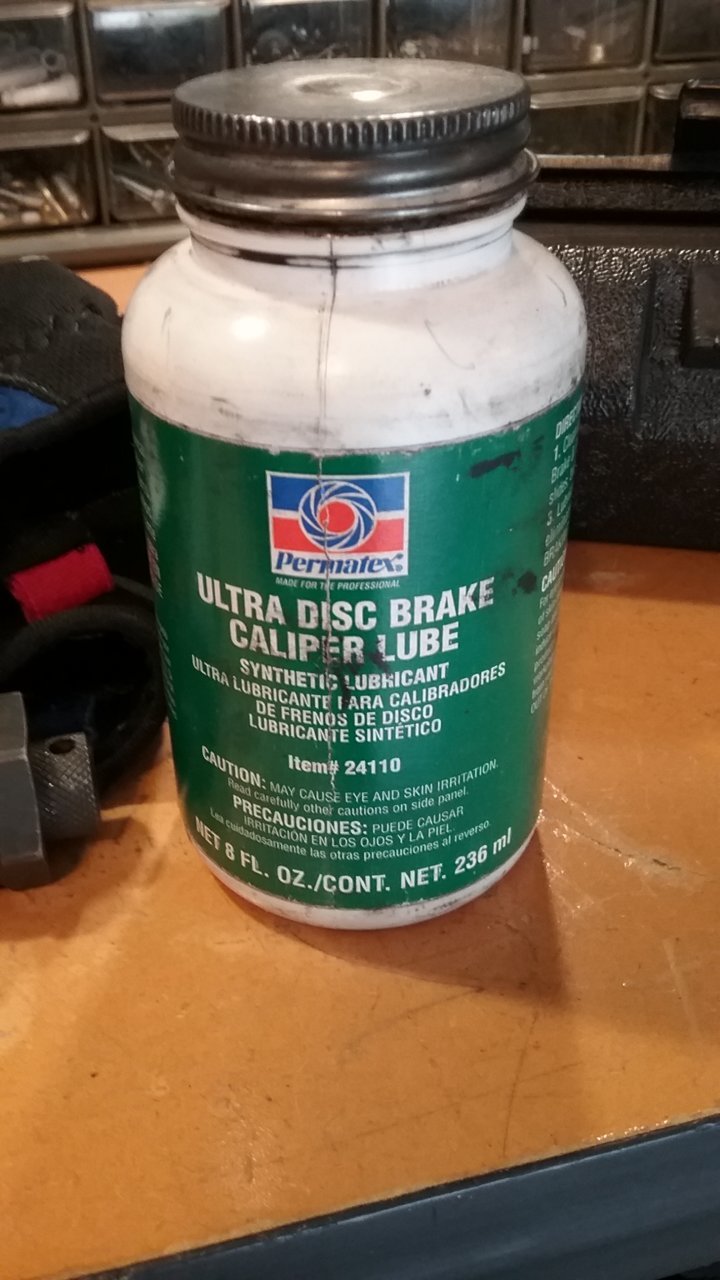 Permatex®
MADE FOR THE PROFESSIONAL
ULTRA DISC BRAKE
CALIPER LUBE
SYNTHETIC LUBRICANT
ULTRA LUBRICANTE PARA CALIBRADORES
DE FRENOS DE DISCO
LUBRICANTE SINTÉTICO
Item# 24110
CAUTION: MAY CAUSE EYE AND SKIN IRRITATION.
Read carefully other cautions on side panel.
PRECAUCIONES: PUEDE CAUSAR
IRRITACIÓN EN LOS OJOS Y LA PIEL.
Lea cuidadosamente las otras precauciones al reverso.
NET 8 FL. OZ./CONT. NET. 236 ml